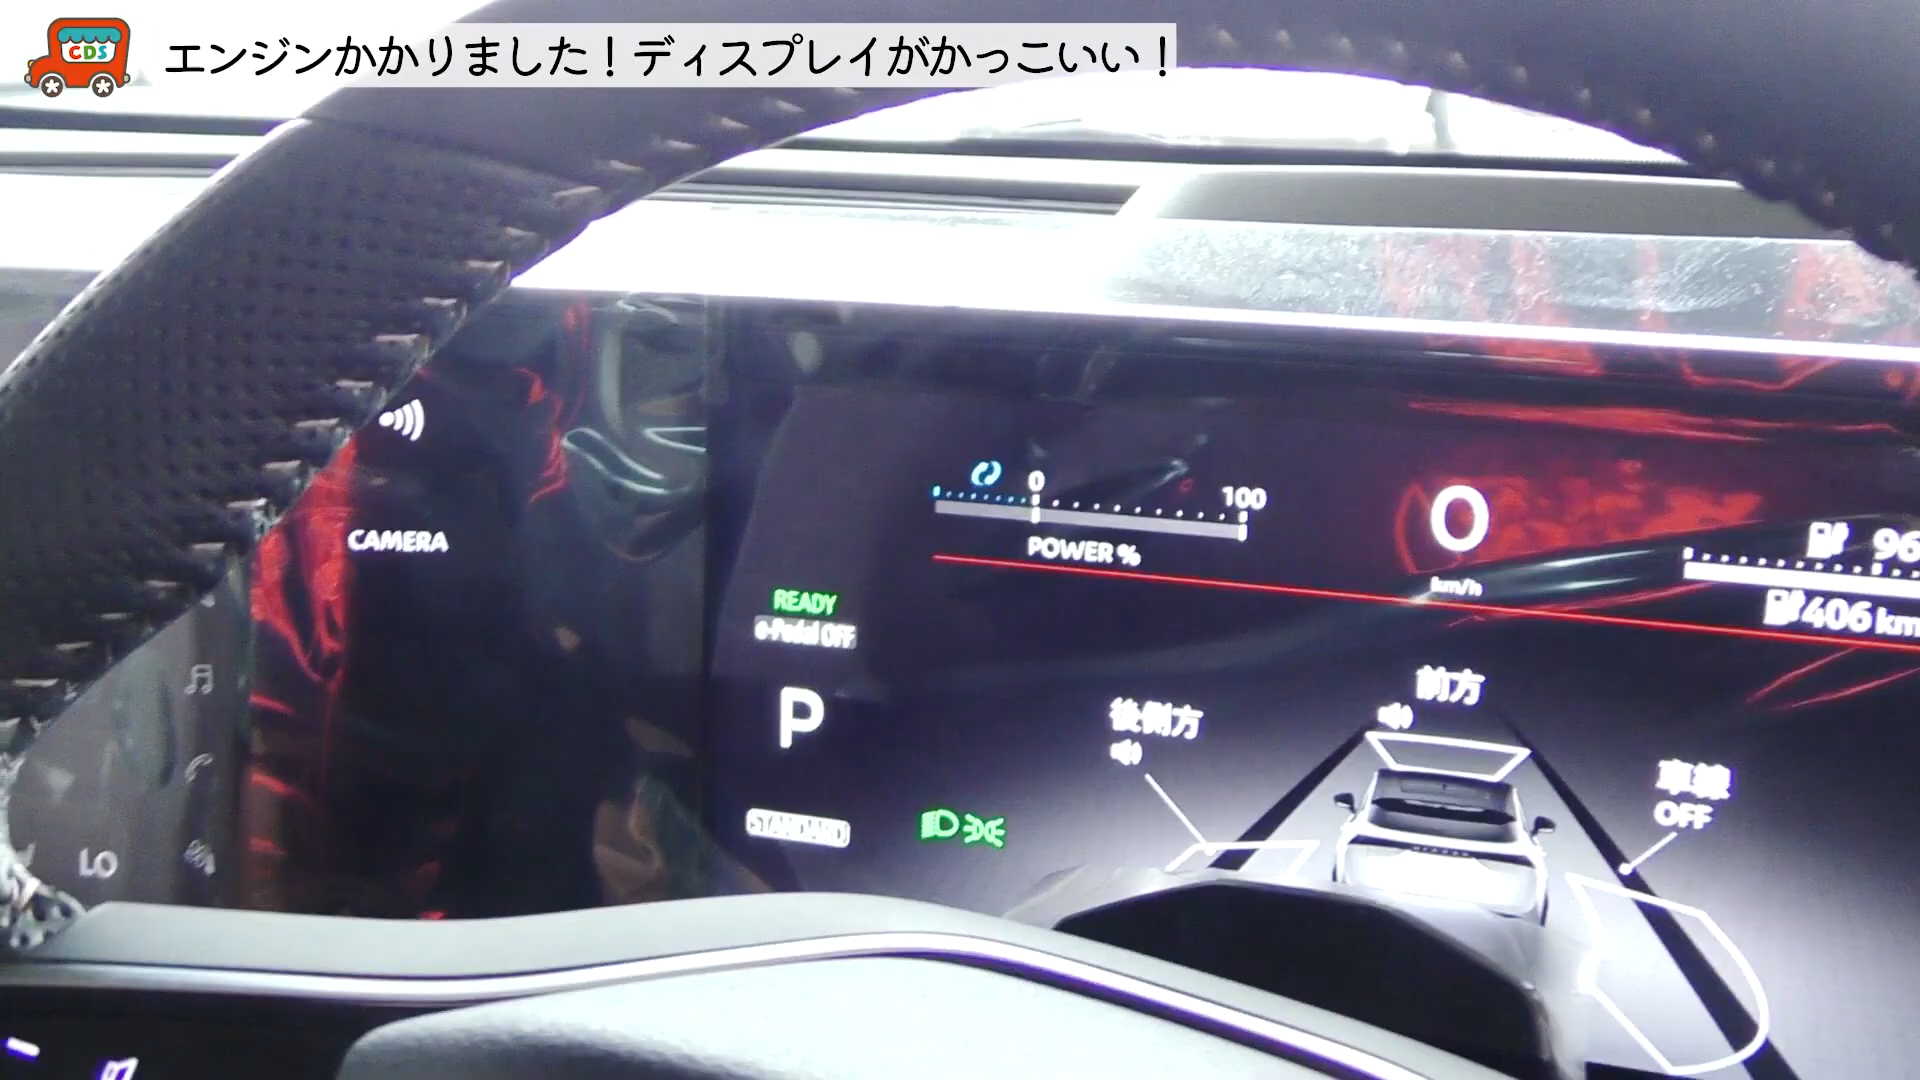 CDS
エンジンかかりました！ディスプレイがかっこいい！
CAMERA
LO
0
100
POWER %
READY
e-Pedal OFF
P
STANDARD
0
km/h
96
406 km
前方
後側方
車線
OFF